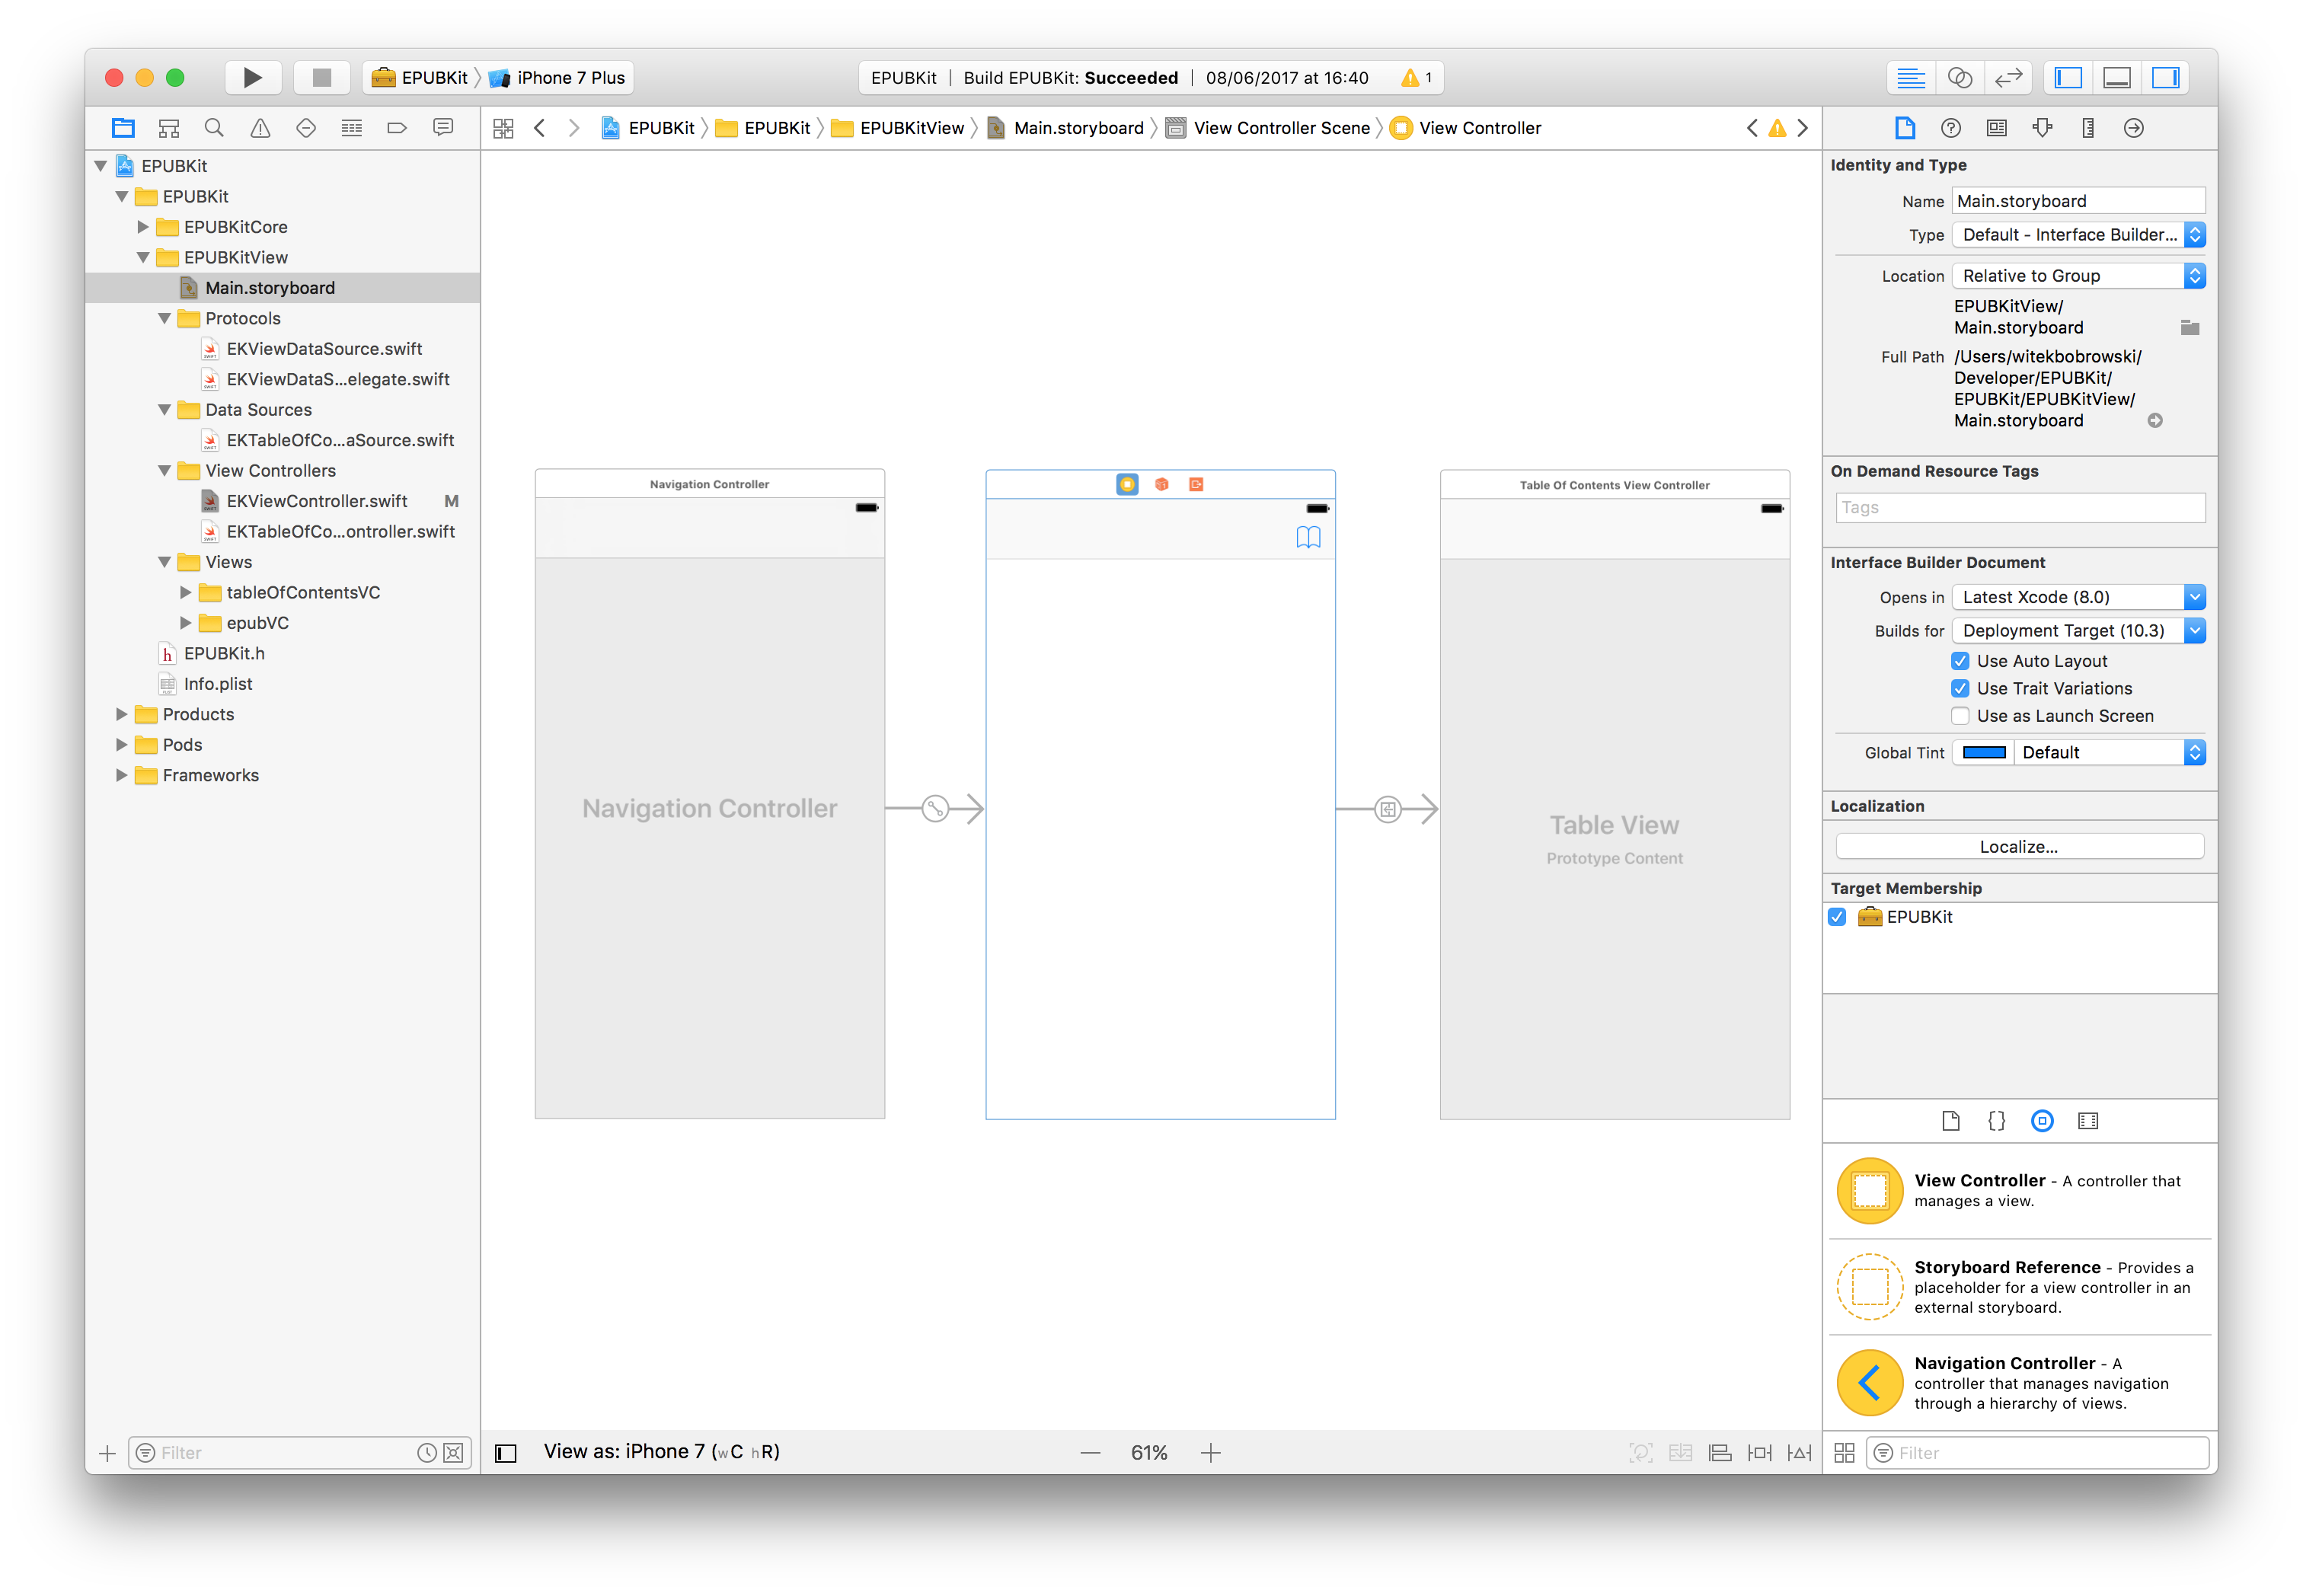 EPUBKit iPhone 7 Plus
EPUBKit | Build EPUBKit: Succeeded | 08/06/2017 at 16:40 1
EPUBKit EPUBKit EPUBKitView Main.storyboard View Controller Scene View Controller
EPUBKit
EPUBKit
EPUBKitCore
EPUBKitView
Main.storyboard
Protocols
EKViewDataSource.swift
EKViewDataS...elegate.swift
Data Sources
EKTableOfCo...aSource.swift
View Controllers
EKViewController.swift M
EKTableOfCo...ontroller.swift
Views
tableOfContentsVC
epubVC
h EPUBKit.h
Info.plist
Products
Pods
Frameworks
Filter
Navigation Controller
Navigation Controller
Table Of Contents View Controller
Table View
Prototype Content
View as: iPhone 7 (wC hR)
61%
Identity and Type
Name Main.storyboard
Type Default - Interface Builder...
Location Relative to Group
EPUBKitView/
Main.storyboard
Full Path /Users/witekbobrowski/
Developer/EPUBKit/
EPUBKit/EPUBKitView/
Main.storyboard
On Demand Resource Tags
Tags
Interface Builder Document
Opens in Latest Xcode (8.0)
Builds for Deployment Target (10.3)
Use Auto Layout
Use Trait Variations
Use as Launch Screen
Global Tint Default
Localization
Localize...
Target Membership
EPUBKit
View Controller - A controller that
manages a view.
Storyboard Reference - Provides a
placeholder for a view controller in an
external storyboard.
Navigation Controller - A
controller that manages navigation
through a hierarchy of views.
Filter